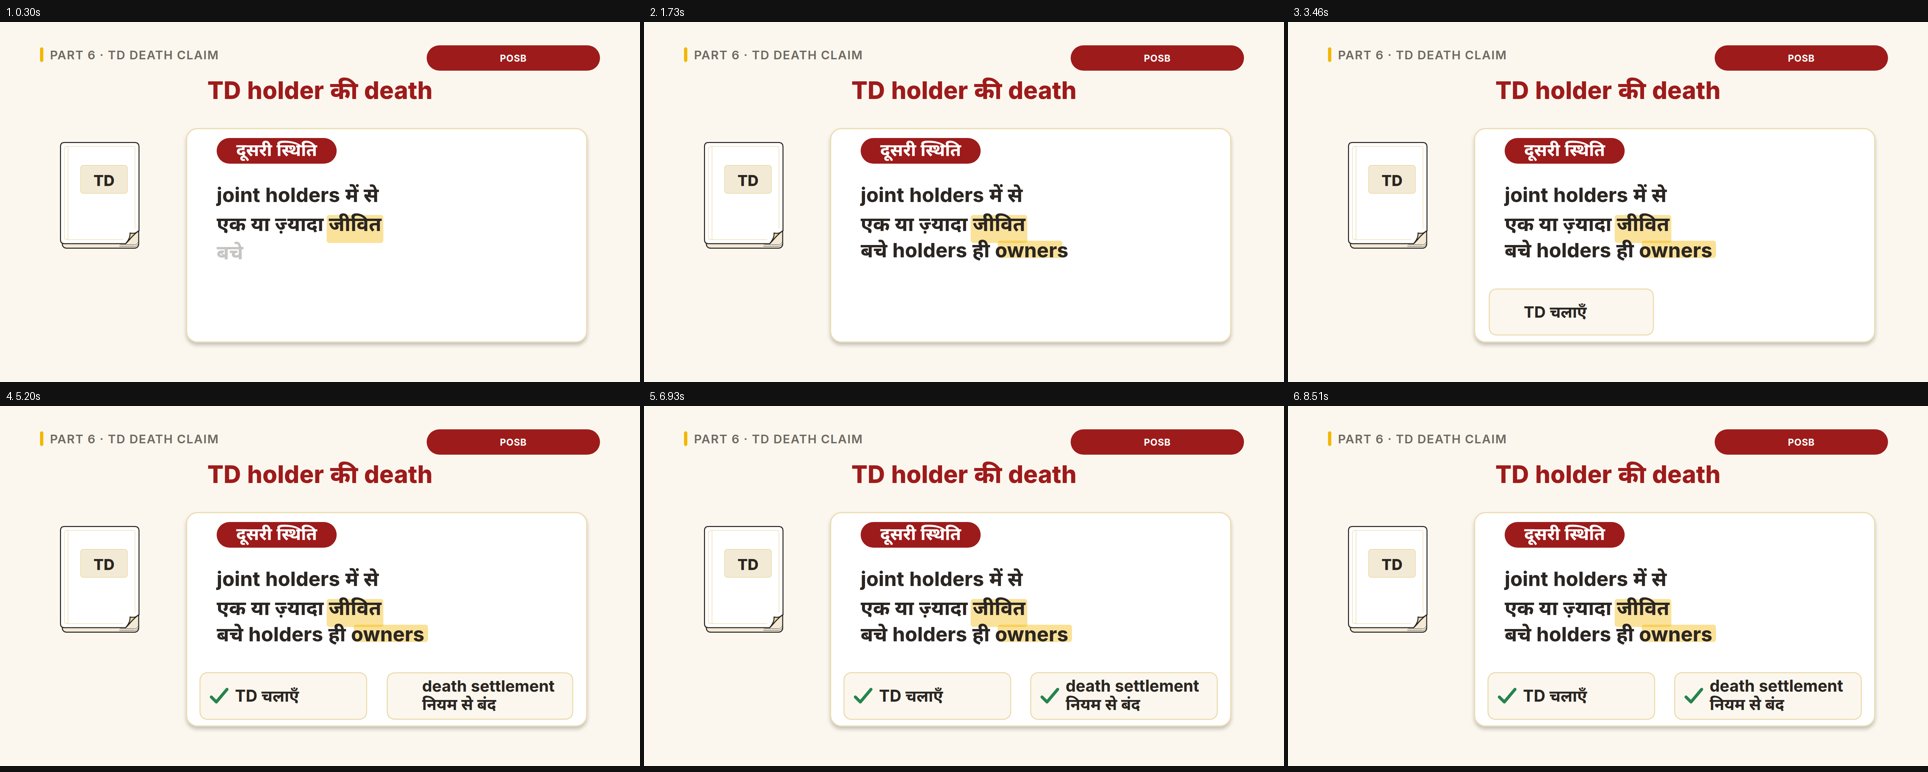 1. 0.30s
PART 6 · TD DEATH CLAIM
POSB
TD holder की death
TD
दूसरी स्थिति
joint holders में से
एक या ज़्यादा जीवित
बचे
2. 1.73s
PART 6 · TD DEATH CLAIM
POSB
TD holder की death
TD
दूसरी स्थिति
joint holders में से
एक या ज़्यादा जीवित
बचे holders ही owners
3. 3.46s
PART 6 · TD DEATH CLAIM
POSB
TD holder की death
TD
दूसरी स्थिति
joint holders में से
एक या ज़्यादा जीवित
बचे holders ही owners
TD चलाएँ
4. 5.20s
PART 6 · TD DEATH CLAIM
POSB
TD holder की death
TD
दूसरी स्थिति
joint holders में से
एक या ज़्यादा जीवित
बचे holders ही owners
TD चलाएँ
death settlement
नियम से बंद
5. 6.93s
PART 6 · TD DEATH CLAIM
POSB
TD holder की death
TD
दूसरी स्थिति
joint holders में से
एक या ज़्यादा जीवित
बचे holders ही owners
TD चलाएँ
death settlement
नियम से बंद
6. 8.51s
PART 6 · TD DEATH CLAIM
POSB
TD holder की death
TD
दूसरी स्थिति
joint holders में से
एक या ज़्यादा जीवित
बचे holders ही owners
TD चलाएँ
death settlement
नियम से बंद